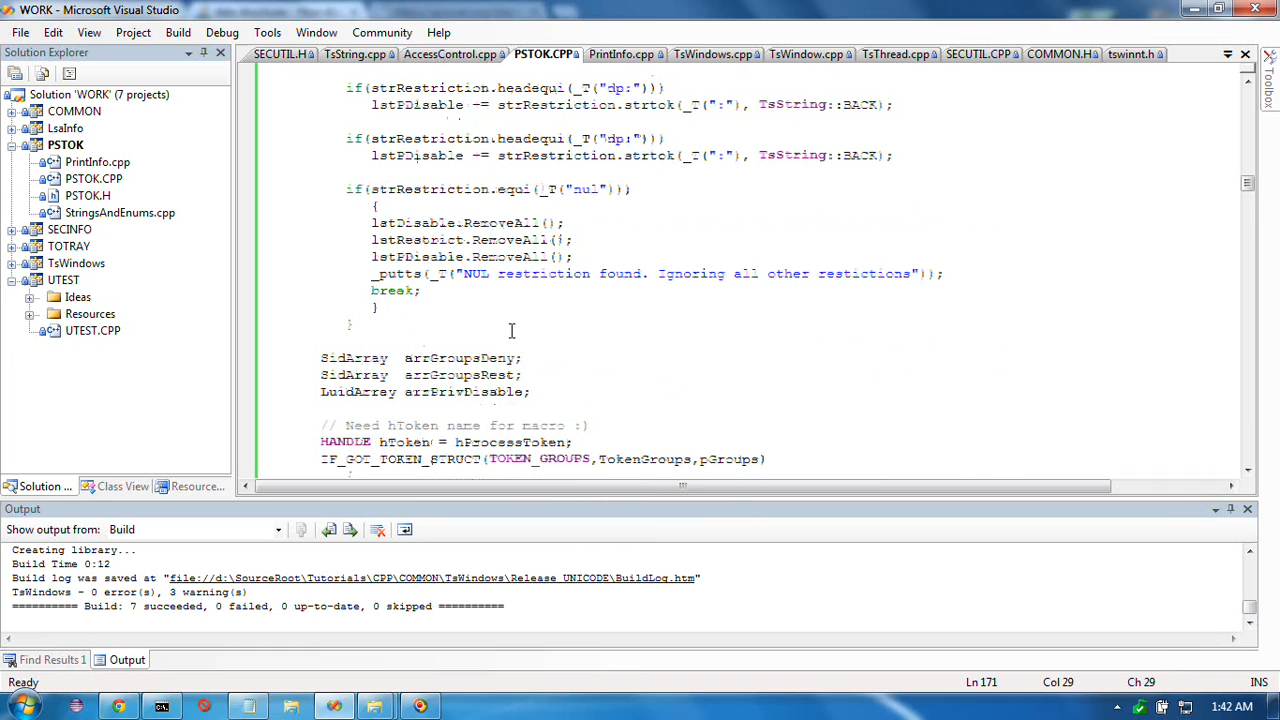 WORK - Microsoft Visual Studio
File Edit View Project Build Debug Tools Window Community Help
Solution Explorer
SECUTIL.H TsString.cpp AccessControl.cpp PSTOK.CPP PrintInfo.cpp TsWindows.cpp TsWindow.cpp TsThread.cpp SECUTIL.CPP COMMON.H tswinnt.h
Toolbox
Solution 'WORK' (7 projects)
COMMON
LsaInfo
PSTOK
PrintInfo.cpp
PSTOK.CPP
PSTOK.H
StringsAndEnums.cpp
SECINFO
TOTRAY
TsWindows
UTEST
Ideas
Resources
UTEST.CPP
Solution ... Class View Resource...
if(strRestriction.headequi(_T("dp:")))
lstPDisable += strRestriction.strtok(_T(":"), TsString::BACK);
if(strRestriction.headequi(_T("dp:")))
lstPDisable += strRestriction.strtok(_T(":"), TsString::BACK);
if(strRestriction.equi(_T("nul")));
{
lstDisable.RemoveAll();
lstRestrict.RemoveAll();
lstPDisable.RemoveAll();
_putts(_T("NUL restriction found. Ignoring all other restictions"));
break;
}
}
SidArray arrGroupsDeny;
SidArray arrGroupsRest;
LuidArray arrPrivDisable;
// Need hToken name for macro :)
HANDLE hToken = hProcessToken;
IF_GOT_TOKEN_STRUCT(TOKEN_GROUPS,TokenGroups,pGroups)
Output
Show output from: Build
Creating library...
Build Time 0:12
Build log was saved at "file://d:\SourceRoot\Tutorials\CPP\COMMON\TsWindows\Release_UNICODE\BuildLog.htm"
TsWindows - 0 error(s), 3 warning(s)
========== Build: 7 succeeded, 0 failed, 0 up-to-date, 0 skipped ==========
Find Results 1 Output
Ready Ln 171 Col 29 Ch 29 INS
1:42 AM